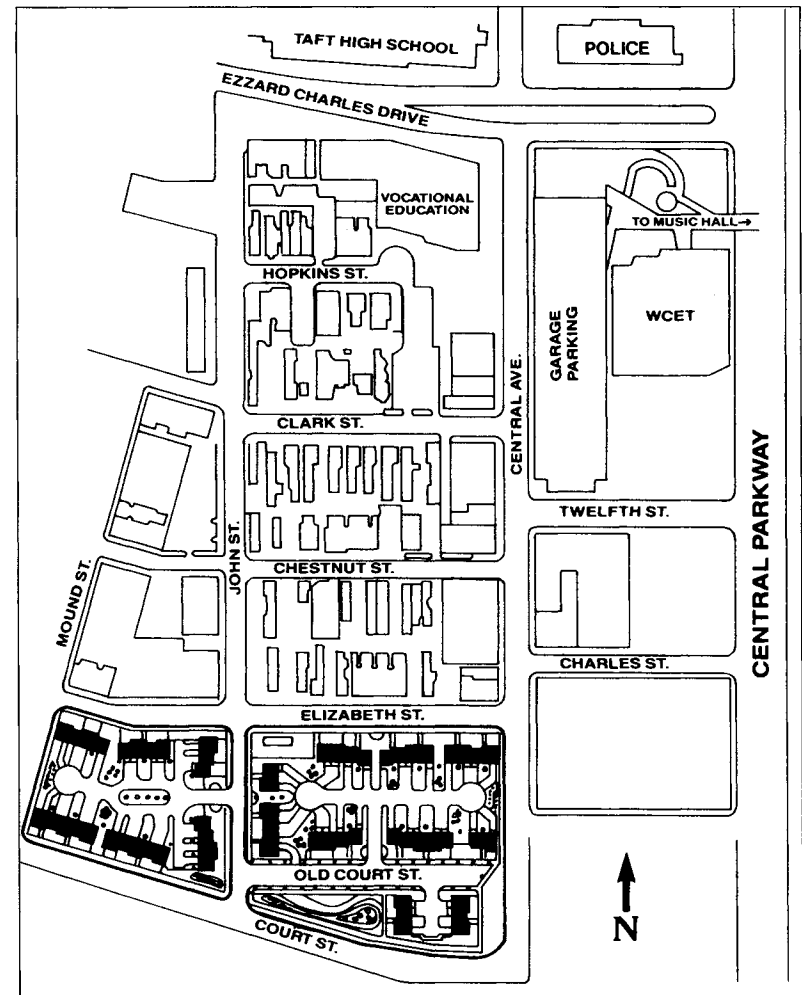 TAFT HIGH SCHOOL
POLICE
EZZARD CHARLES DRIVE
VOCATIONAL
EDUCATION
TO MUSIC HALL→
HOPKINS ST.
GARAGE
PARKING
WCET
CENTRAL AVE.
CLARK ST.
TWELFTH ST.
JOHN ST.
CHESTNUT ST.
MOUND ST.
CENTRAL PARKWAY
CHARLES ST.
ELIZABETH ST.
OLD COURT ST.
COURT ST.
N